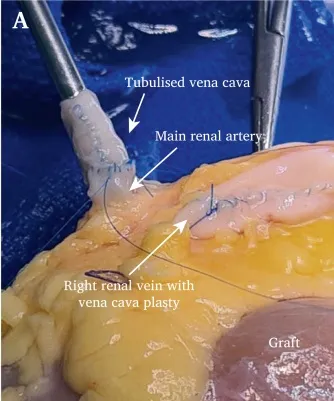 A
Tubulised vena cava
Main renal artery
Right renal vein with
vena cava plasty
Graft